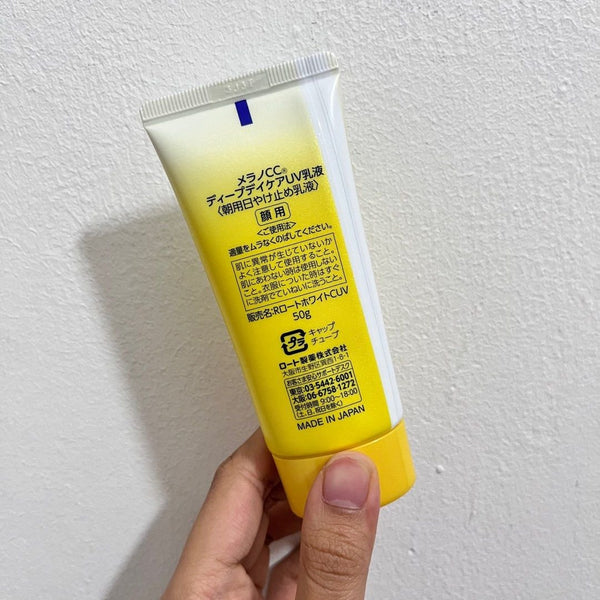 メラノCC®
ディープデイケアUV乳液
〈朝用日やけ止め乳液〉
顔用
<ご使用法>
適量をムラなくのばしてください。
肌に異常が生じていないか
よく注意して使用すること。
肌にあわない時は使用しない
こと。衣服についた時はすぐ
に洗剤でていねいに洗うこと。
販売名:RロートホワイトCUV
50g
プラ
キャップ
チューブ
ロート製薬株式会社
大阪市生野区巽西1-8-1
お客さま安心サポートデスク
東京:03-5442-6001
大阪:06-6758-1272
受付時間 9:00~18:00
(土、日、祝日を除く)
MADE IN JAPAN